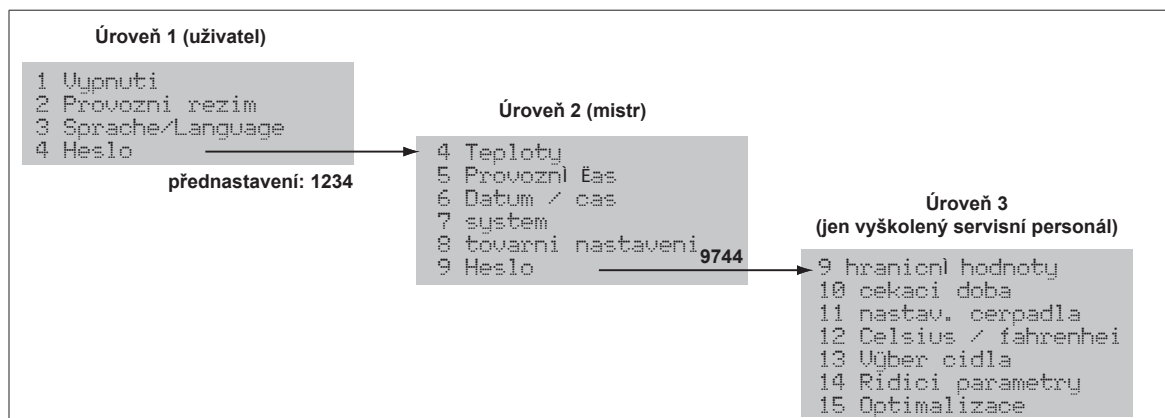 Úroveň 1 (uživatel)
1 Vypnuti
2 Provozni rezim
3 Sprache/Language
4 Heslo
přednastavení: 1234
Úroveň 2 (mistr)
4 Teploty
5 Provoznì Ëas
6 Datum / cas
7 system
8 tovarni nastaveni
9 Heslo
9744
Úroveň 3
(jen vyškolený servisní personál)
9 hranicnì hodnoty
10 cekaci doba
11 nastav. cerpadla
12 Celsius / fahrenhei
13 Výber cidla
14 Ridici parametry
15 Optimalizace